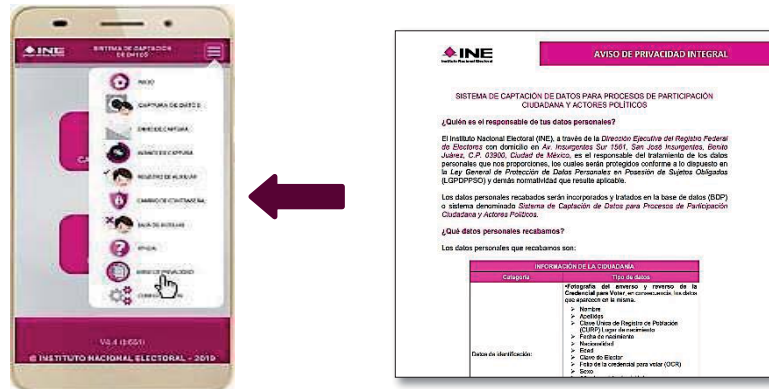 INE
SISTEMA DE CAPTACIÓN
DE DATOS
INICIO
CAPTURA DE DATOS
ENVÍO DE CAPTURA
AVANCE DE CAPTURA
REGISTRO DE AUXILIAR
CAMBIO DE CONTRASEÑA
BAJA DE AUXILIAR
AYUDA
AVISO DE PRIVACIDAD
CA
© INSTITUTO NACIONAL ELECTORAL - 2019
INE
Instituto Nacional Electoral
AVISO DE PRIVACIDAD INTEGRAL
SISTEMA DE CAPTACIÓN DE DATOS PARA PROCESOS DE PARTICIPACIÓN
CIUDADANA Y ACTORES POLÍTICOS
¿Quién es el responsable de tus datos personales?
El Instituto Nacional Electoral (INE), a través de la Dirección Ejecutiva del Registro Federal
de Electores con domicilio en Av. Insurgentes Sur 1561, San José Insurgentes, Benito
Juárez, C.P. 03900, Ciudad de México, es el responsable del tratamiento de los datos
personales que nos proporciones, los cuales serán protegidos conforme a lo dispuesto en
la Ley General de Protección de Datos Personales en Posesión de Sujetos Obligados
(LGPDPPSO) y demás normatividad que resulte aplicable.
Los datos personales recabados serán incorporados y tratados en la base de datos (BDP)
o sistema denominado Sistema de Captación de Datos para Procesos de Participación
Ciudadana y Actores Políticos.
¿Qué datos personales recabamos?
Los datos personales que recabamos son:
INFORMACIÓN DE LA CIUDADANÍA
Categoría Tipo de datos
•Fotografía del anverso y reverso de la
Credencial para Votar, en consecuencia, los datos
que aparecen en la misma.
➢ Nombre
➢ Apellidos
➢ Clave Única de Registro de Población
(CURP) Lugar de nacimiento
➢ Fecha de nacimiento
➢ Nacionalidad
➢ Edad
➢ Clave de Elector
➢ Folio de la credencial para votar (OCR)
➢ Sexo
Datos de identificación: